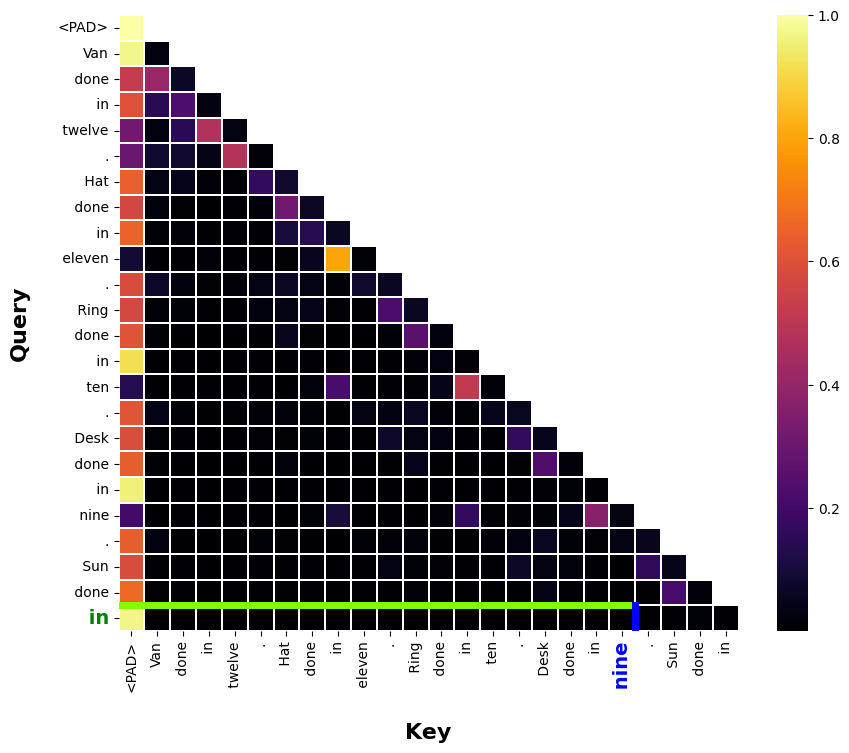 <PAD>
Van
done
in
twelve
.
Hat
done
in
eleven
.
Ring
done
in
ten
.
Desk
done
in
nine
.
Sun
done
in
Query
<PAD> Van done in twelve . Hat done in eleven . Ring done in ten . Desk done in nine . Sun done in
Key
1.0
0.8
0.6
0.4
0.2